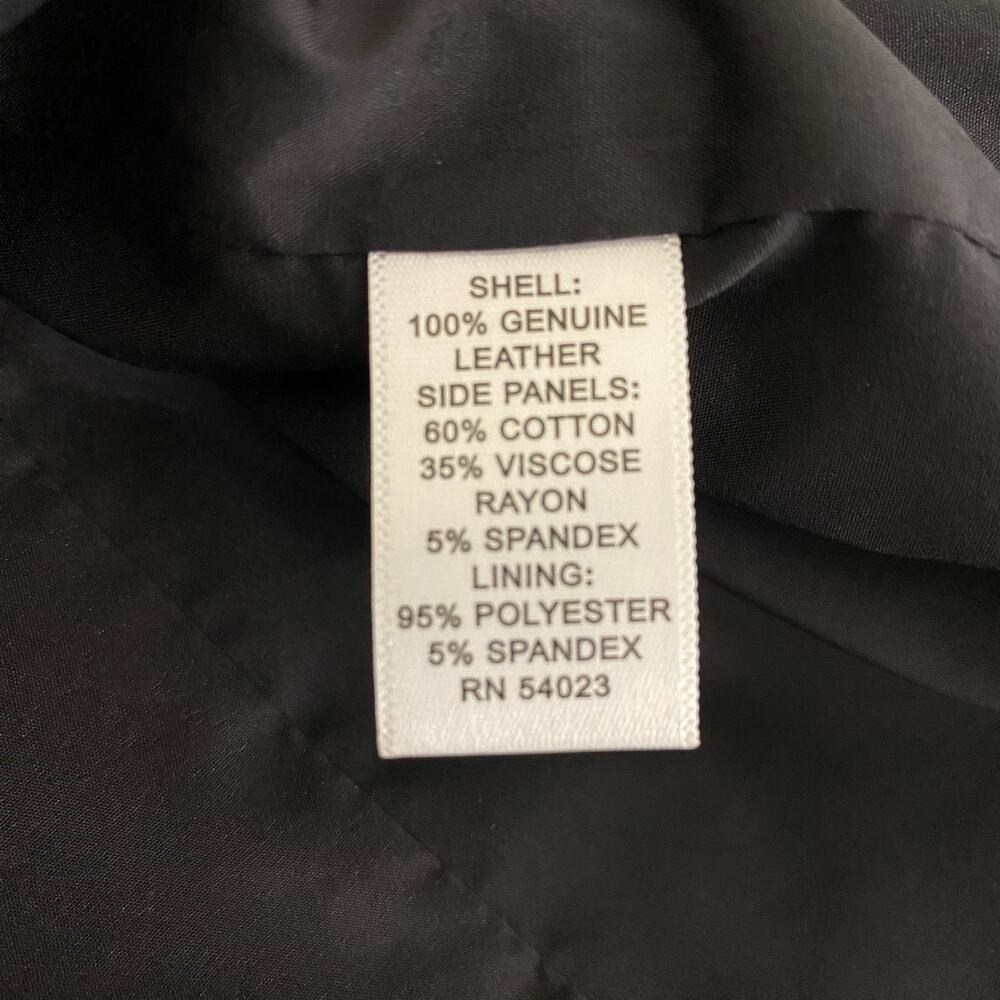 SHELL:
100% GENUINE
LEATHER
SIDE PANELS:
60% COTTON
35% VISCOSE
RAYON
5% SPANDEX
LINING:
95% POLYESTER
5% SPANDEX
RN 54023